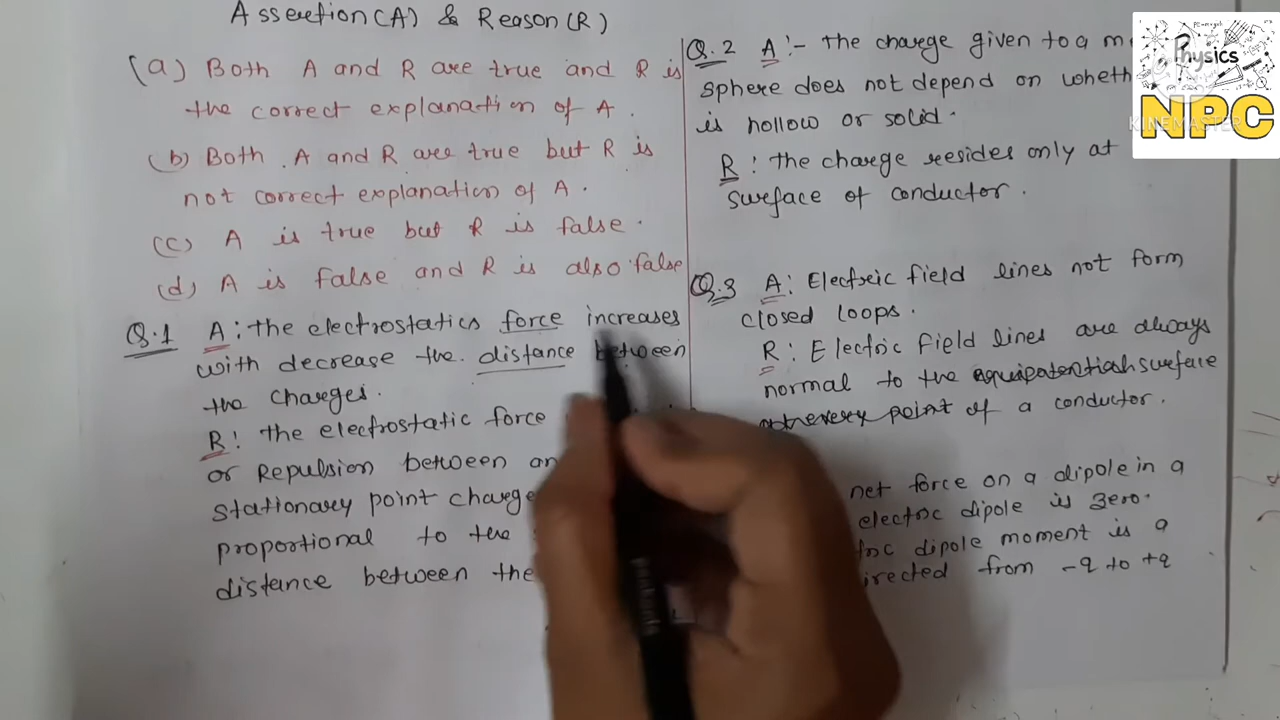 Assertion(A) & Reason(R)
(a) Both A and R are true and R is
the correct explanation of A.
(b) Both A and R are true but R is
not correct explanation of A.
(c) A is true but R is false.
(d) A is false and R is also false
Q.1 A: the electrostatics force increases
with decrease the distance between
the charges.
R: the electrostatic force
or Repulsion between
stationary point charge
proportional to the
distance between the
Q.2 A:- the charge given to a
sphere does not depend on
is hollow or solid.
R: the charge resides only at
surface of conductor.
Q.3 A: Electric field lines not form
closed loops.
R: Electric field lines are always
normal to the equipotential surface
every point of a conductor.
net force on a dipole in a
electric dipole is zero.
dipole moment is a
from -q to +q
Physics
NPC
KINEMASTER